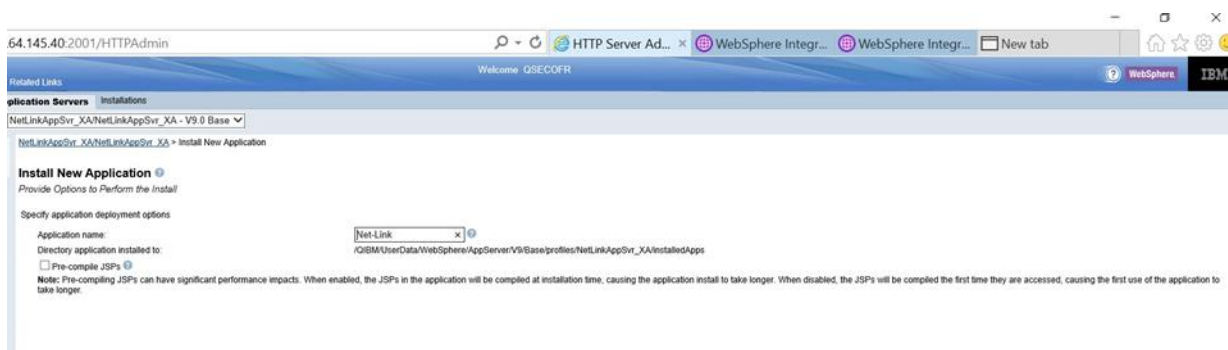 .64.145.40:2001/HTTPAdmin
HTTP Server Ad...
WebSphere Integr...
WebSphere Integr...
New tab
Related Links
Welcome QSECOFR
WebSphere.
IBM
plication Servers Installations
NetLinkAppSvr_XA/NetLinkAppSvr_XA - V9.0 Base
NetLinkAppSvr_XA/NetLinkAppSvr_XA > Install New Application
Install New Application
Provide Options to Perform the Install
Specify application deployment options
Application name: Net-Link
Directory application installed to: /QIBM/UserData/WebSphere/AppServer/V9/Base/profiles/NetLinkAppSvr_XA/installedApps
Pre-compile JSPs
Note: Pre-compiling JSPs can have significant performance impacts. When enabled, the JSPs in the application will be compiled at installation time, causing the application install to take longer. When disabled, the JSPs will be compiled the first time they are accessed, causing the first use of the application to
take longer.